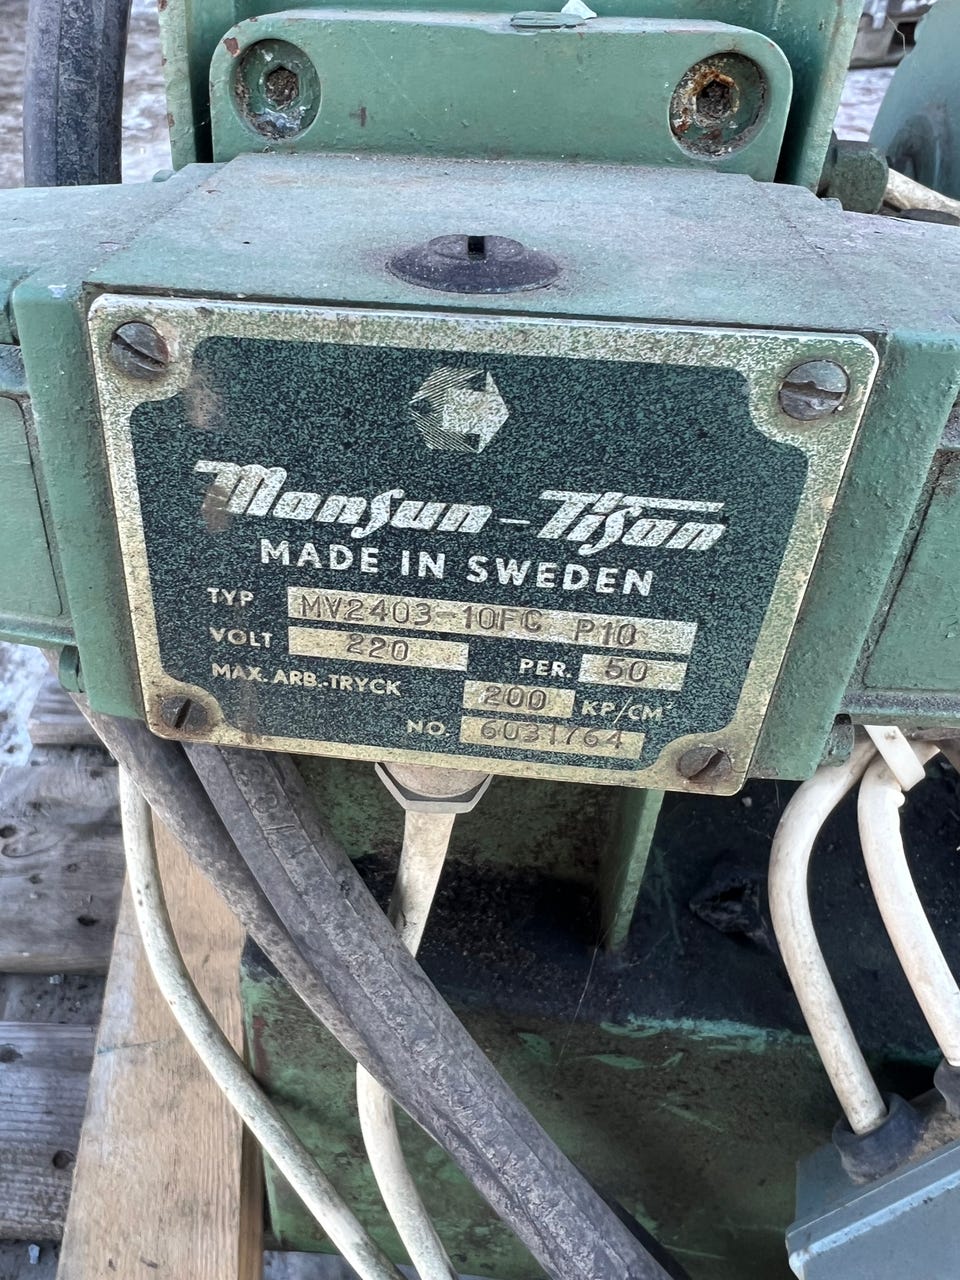 Monsun-Tison
MADE IN SWEDEN
TYP MV2403-10FC P10
VOLT 220 PER. 50
MAX. ARB.-TRYCK 200 KP/CM²
NO. 6031764